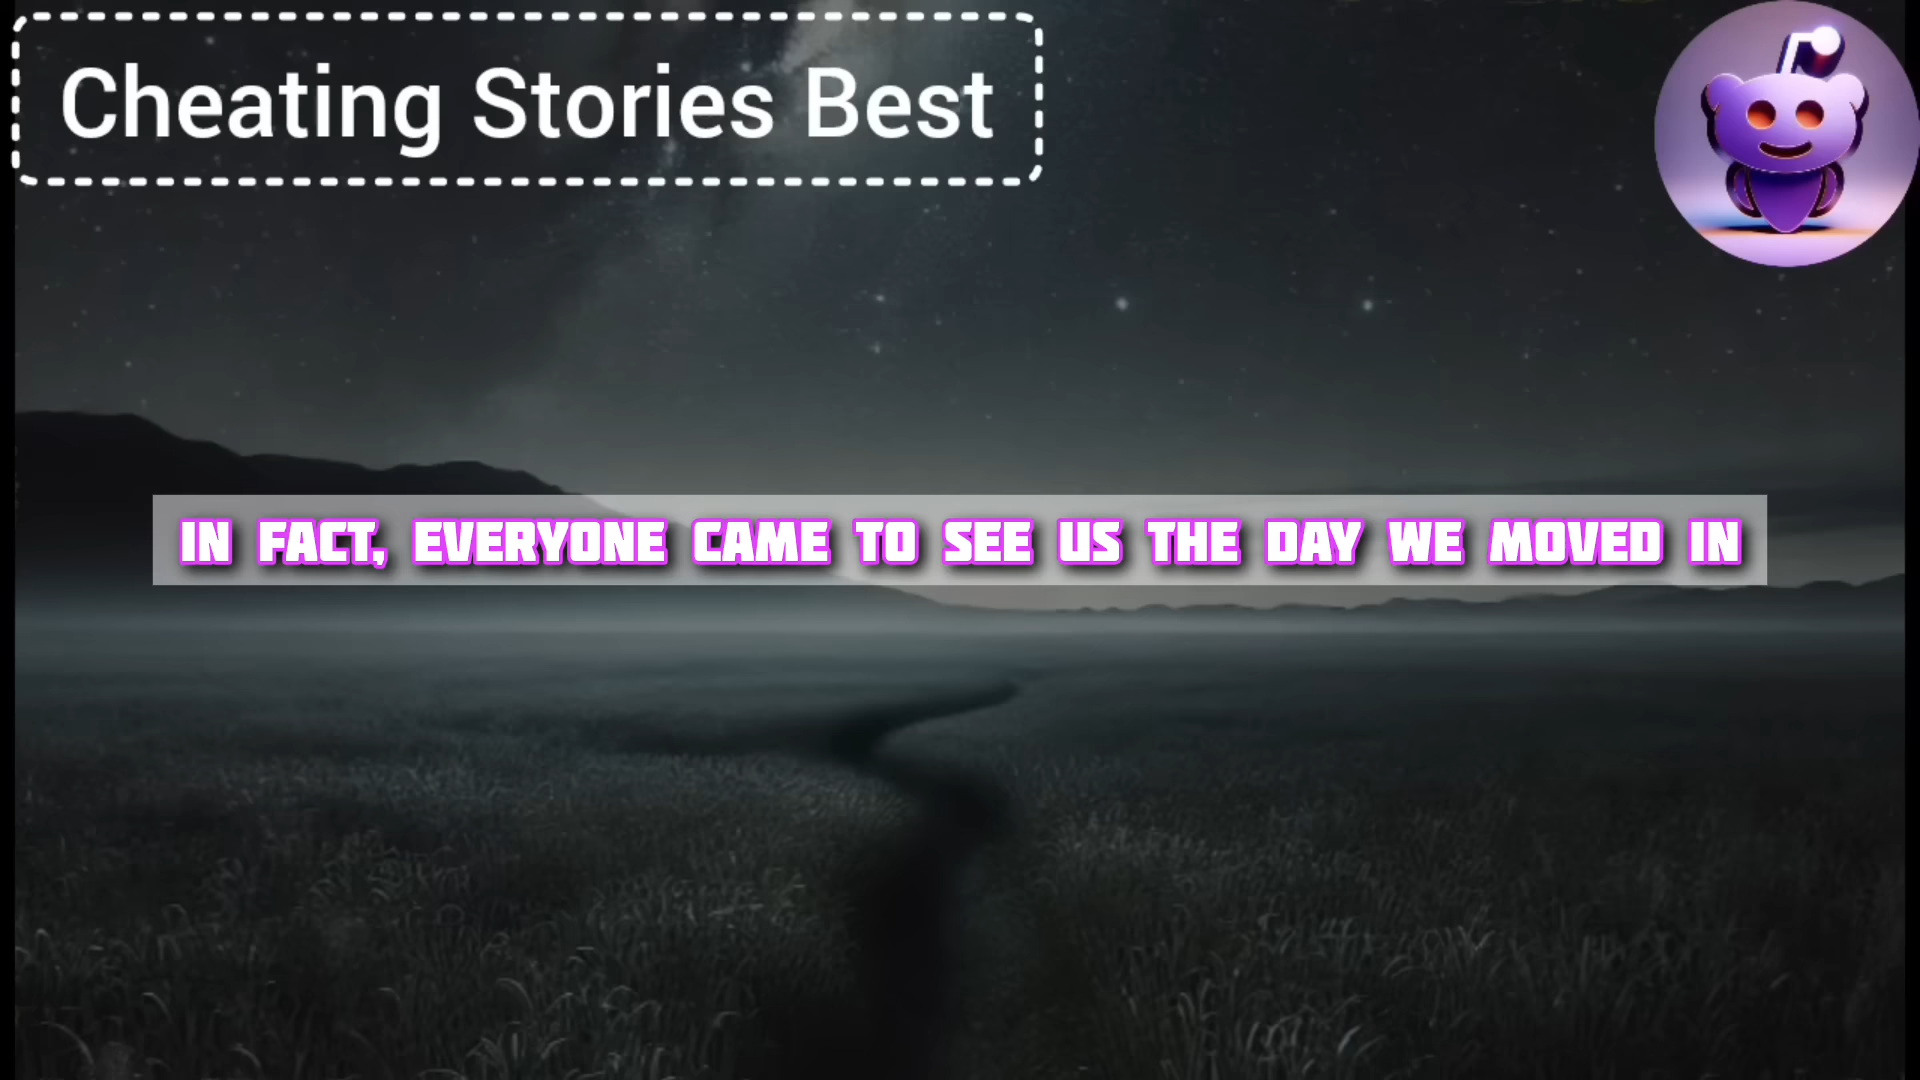 Cheating Stories Best
IN FACT, EVERYONE CAME TO SEE US THE DAY WE MOVED IN